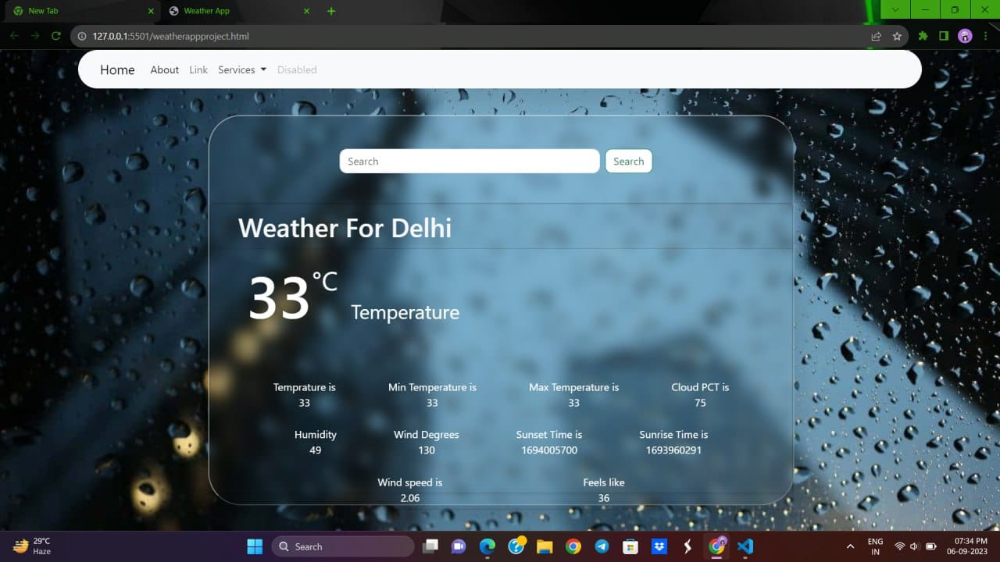 New Tab
Weather App
127.0.0.1:5501/weatherappproject.html
Home About Link Services Disabled
Search Search
Weather For Delhi
33°C Temperature
Temprature is Min Temperature is Max Temperature is Cloud PCT is
33 33 33 75
Humidity Wind Degrees Sunset Time is Sunrise Time is
49 130 1694005700 1693960291
Wind speed is Feels like
2.06 36
29°C
Haze
Search
ENG
IN
07:34 PM
06-09-2023